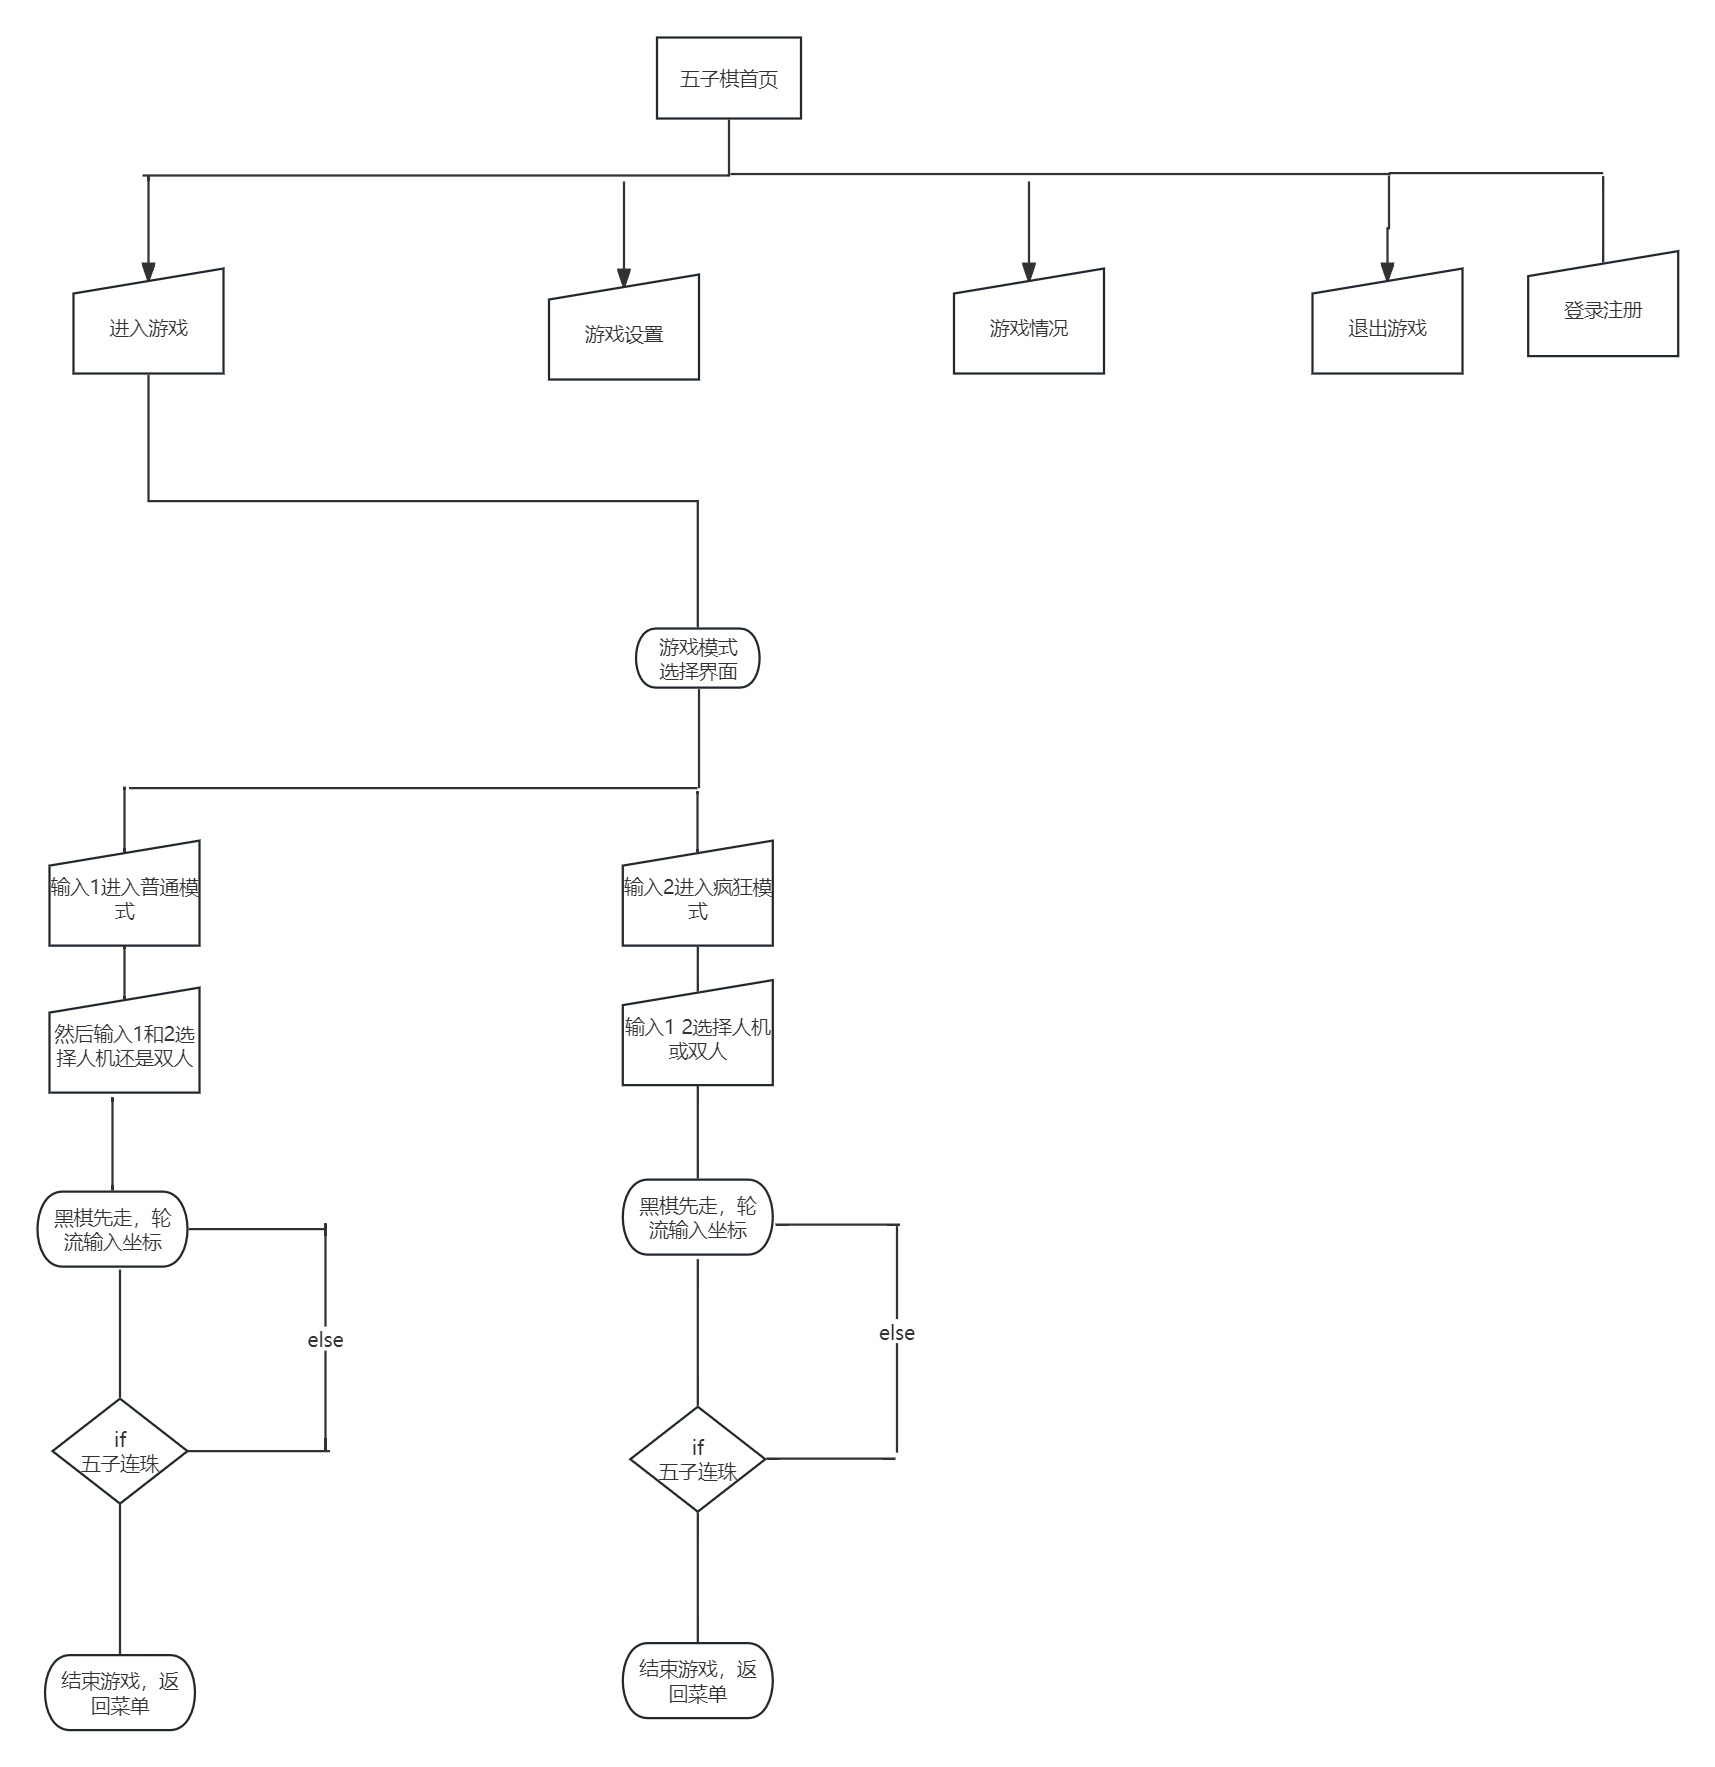 五子棋首页
进入游戏
游戏设置
游戏情况
退出游戏
登录注册
游戏模式
选择界面
输入1进入普通模
式
输入2进入疯狂模
式
然后输入1和2选
择人机还是双人
输入1 2选择人机
或双人
黑棋先走，轮
流输入坐标
黑棋先走，轮
流输入坐标
else
else
if
五子连珠
if
五子连珠
结束游戏，返
回菜单
结束游戏，返
回菜单